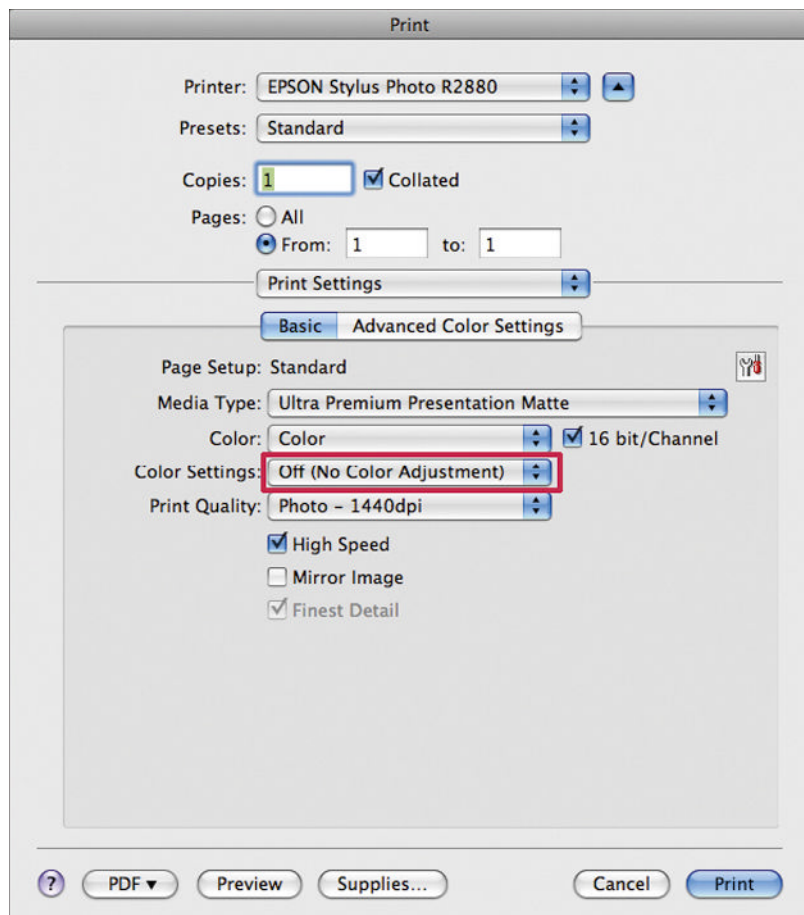 Print
Printer: EPSON Stylus Photo R2880
Presets: Standard
Copies: 1 Collated
Pages: All
From: 1 to: 1
Print Settings
Basic Advanced Color Settings
Page Setup: Standard
Media Type: Ultra Premium Presentation Matte
Color: Color 16 bit/Channel
Color Settings: Off (No Color Adjustment)
Print Quality: Photo – 1440dpi
High Speed
Mirror Image
Finest Detail
? PDF ▼ Preview Supplies... Cancel Print